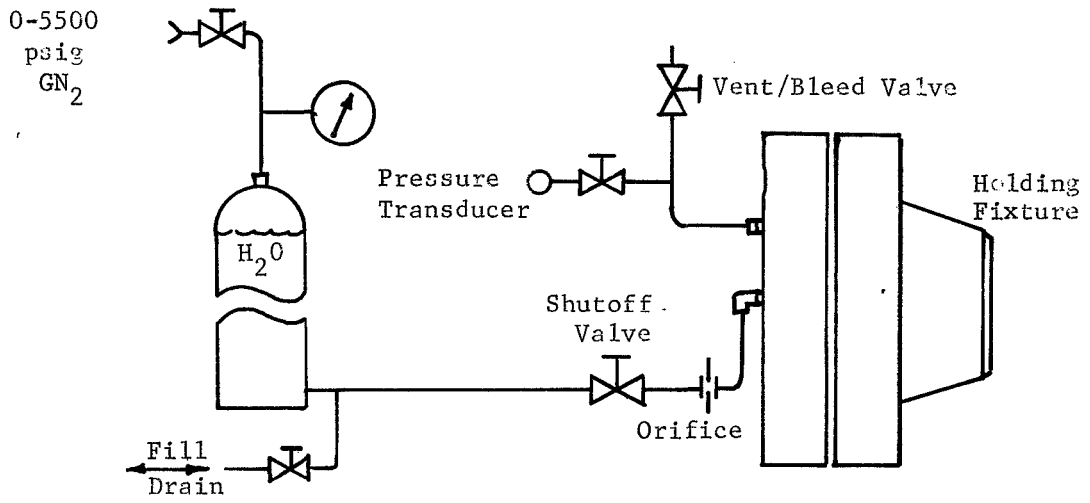 0-5500
psig
GN2
Vent/Bleed Valve
Pressure
Transducer
Holding
Fixture
H2O
Shutoff
Valve
Orifice
Fill
Drain